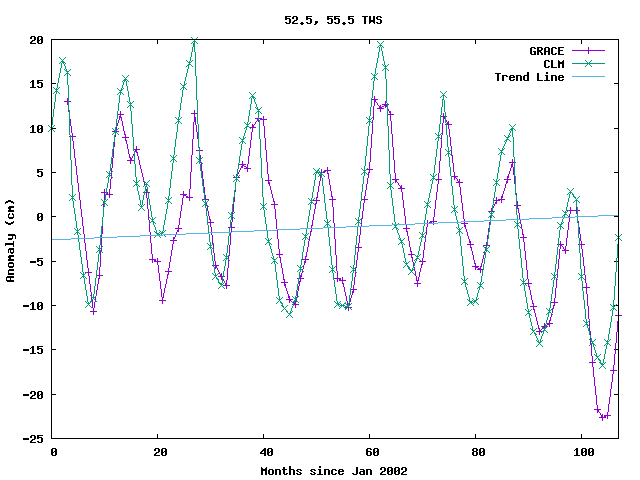 52.5, 55.5 TWS
GRACE
CLM
Trend Line
20
15
10
5
0
-5
-10
-15
-20
-25
Anomaly (cm)
0 20 40 60 80 100
Months since Jan 2002